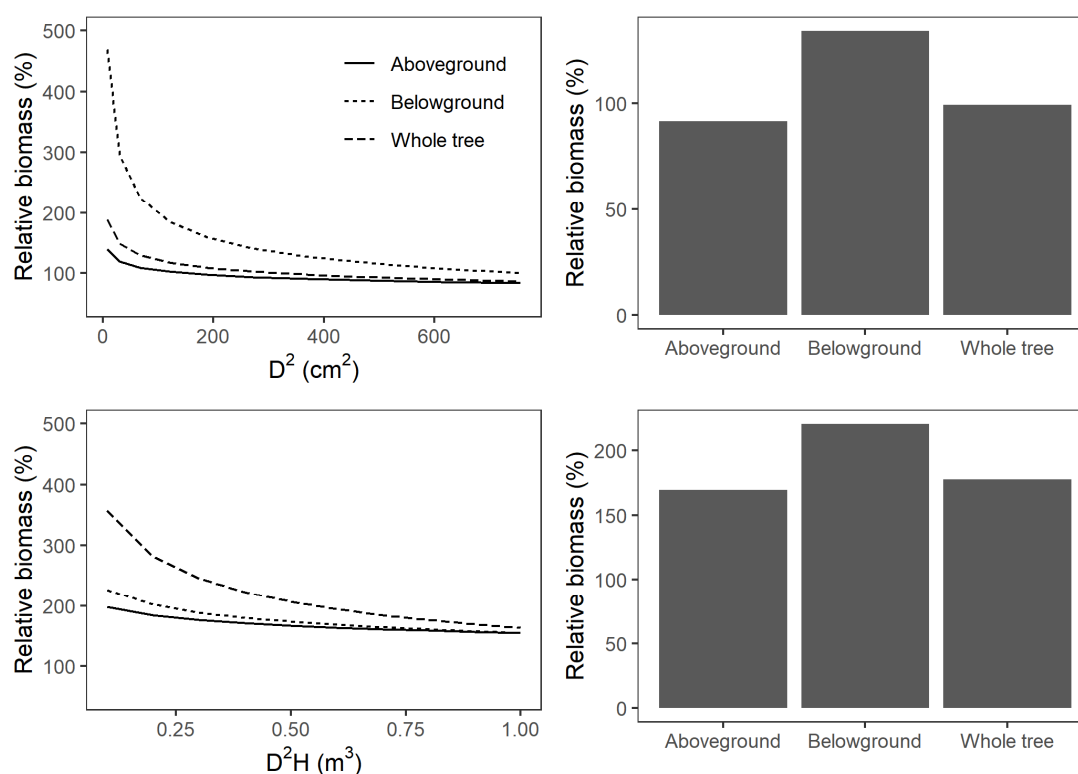 Relative biomass (%)
500
400
300
200
100
Aboveground
Belowground
Whole tree
0 200 400 600
D² (cm²)
Relative biomass (%)
100
50
0
Aboveground Belowground Whole tree
Relative biomass (%)
500
400
300
200
100
0.25 0.50 0.75 1.00
D²H (m³)
Relative biomass (%)
200
150
100
50
0
Aboveground Belowground Whole tree